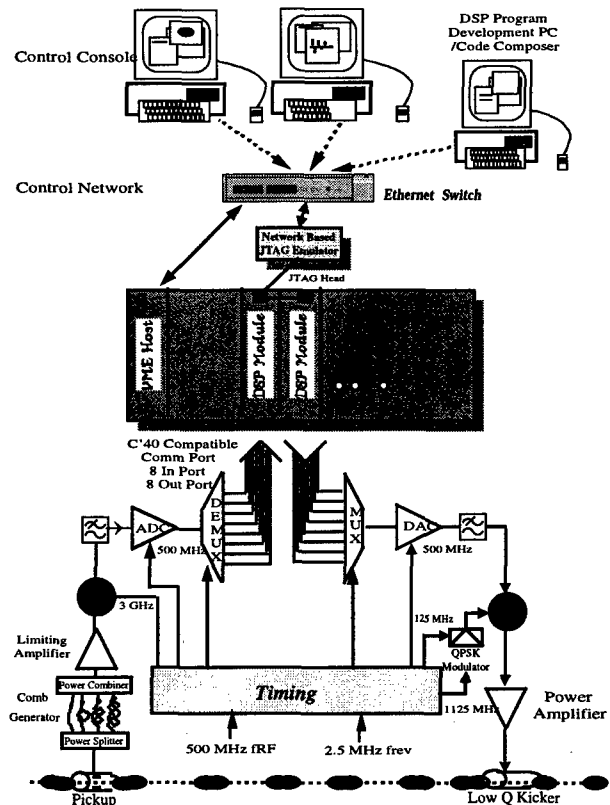 DSP Program
Development PC
/Code Composer
Control Console
Control Network
Ethernet Switch
Network Based
JTAG Emulator
JTAG Head
VME Host
DSP Module
DSP Module
C'40 Compatible
Comm Port
8 In Port
8 Out Port
ADC
DEMUX
MUX
DAC
500 MHz
500 MHz
3 GHz
125 MHz
Limiting
Amplifier
QPSK
Modulator
Power Combiner
Timing
1125 MHz
Comb
Generator
Power
Amplifier
Power Splitter
500 MHz fRF
2.5 MHz frev
Pickup
Low Q Kicker